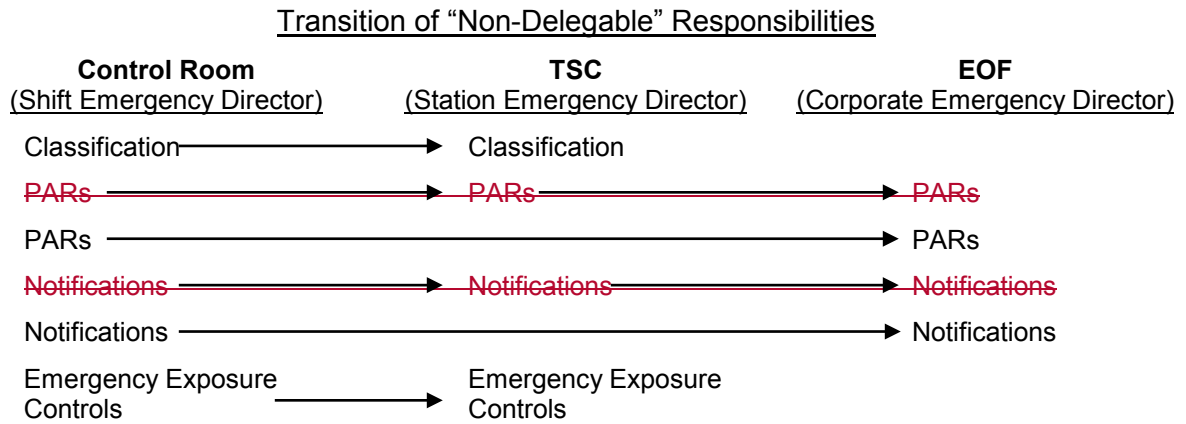 Transition of “Non-Delegable” Responsibilities
Control Room TSC EOF
(Shift Emergency Director) (Station Emergency Director) (Corporate Emergency Director)
Classification Classification
PARs PARs PARs
PARs PARs
Notifications Notifications Notifications
Notifications Notifications
Emergency Exposure Emergency Exposure
Controls Controls